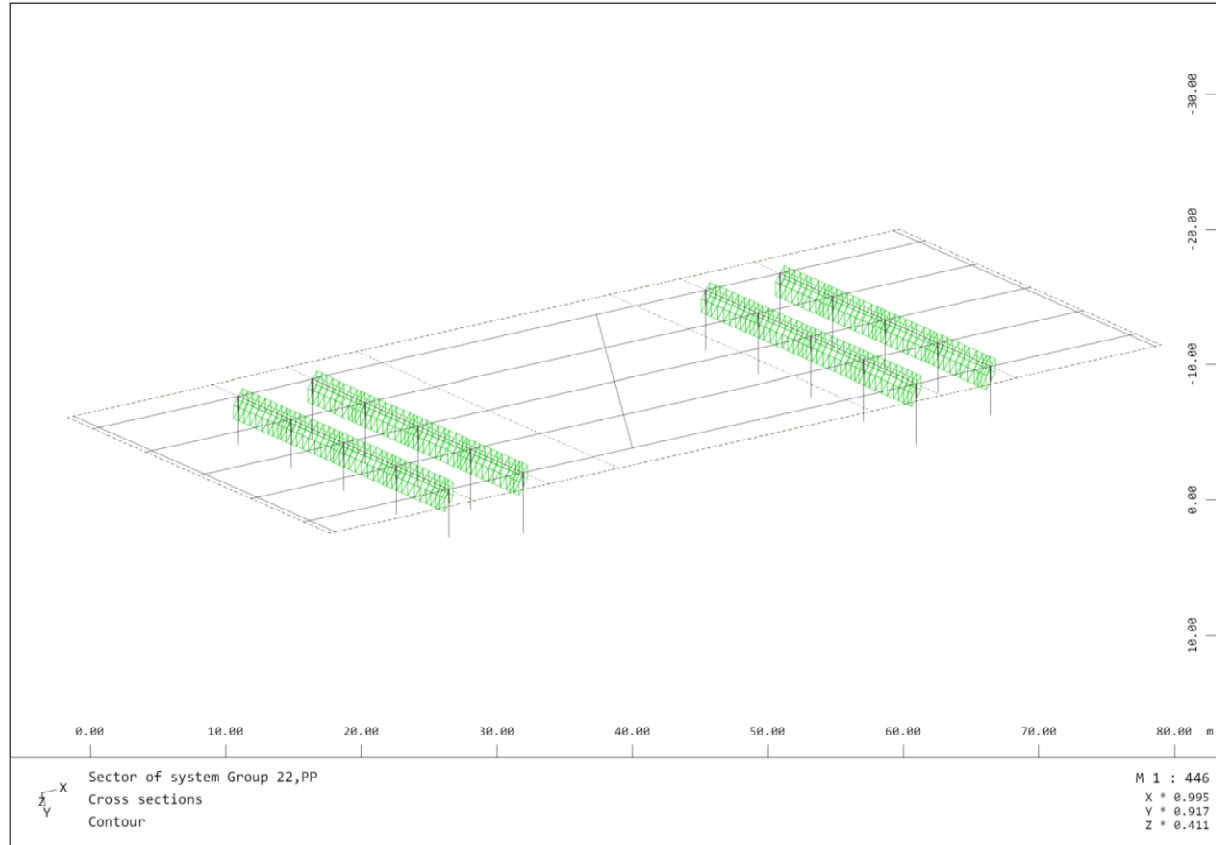 -30.00
-20.00
-10.00
0.00
10.00
0.00 10.00 20.00 30.00 40.00 50.00 60.00 70.00 80.00 m
X
Z
Y
Sector of system Group 22,PP
Cross sections
Contour
M 1 : 446
X * 0.995
Y * 0.917
Z * 0.411